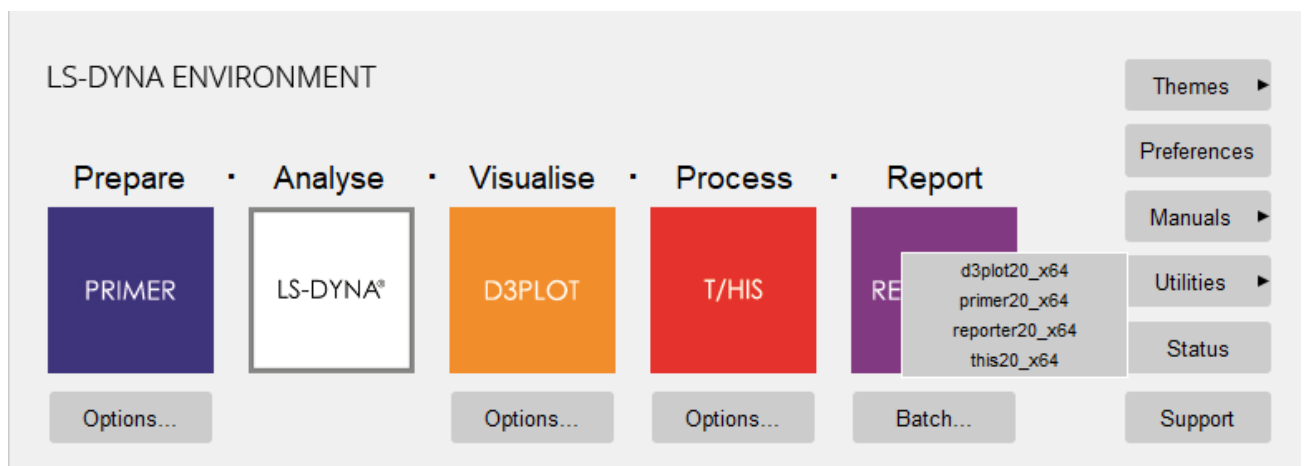 LS-DYNA ENVIRONMENT
Themes
Preferences
Prepare · Analyse · Visualise · Process · Report
Manuals
PRIMER
LS-DYNA®
D3PLOT
T/HIS
RE
d3plot20_x64
primer20_x64
reporter20_x64
this20_x64
Utilities
Status
Options...
Options...
Options...
Batch...
Support